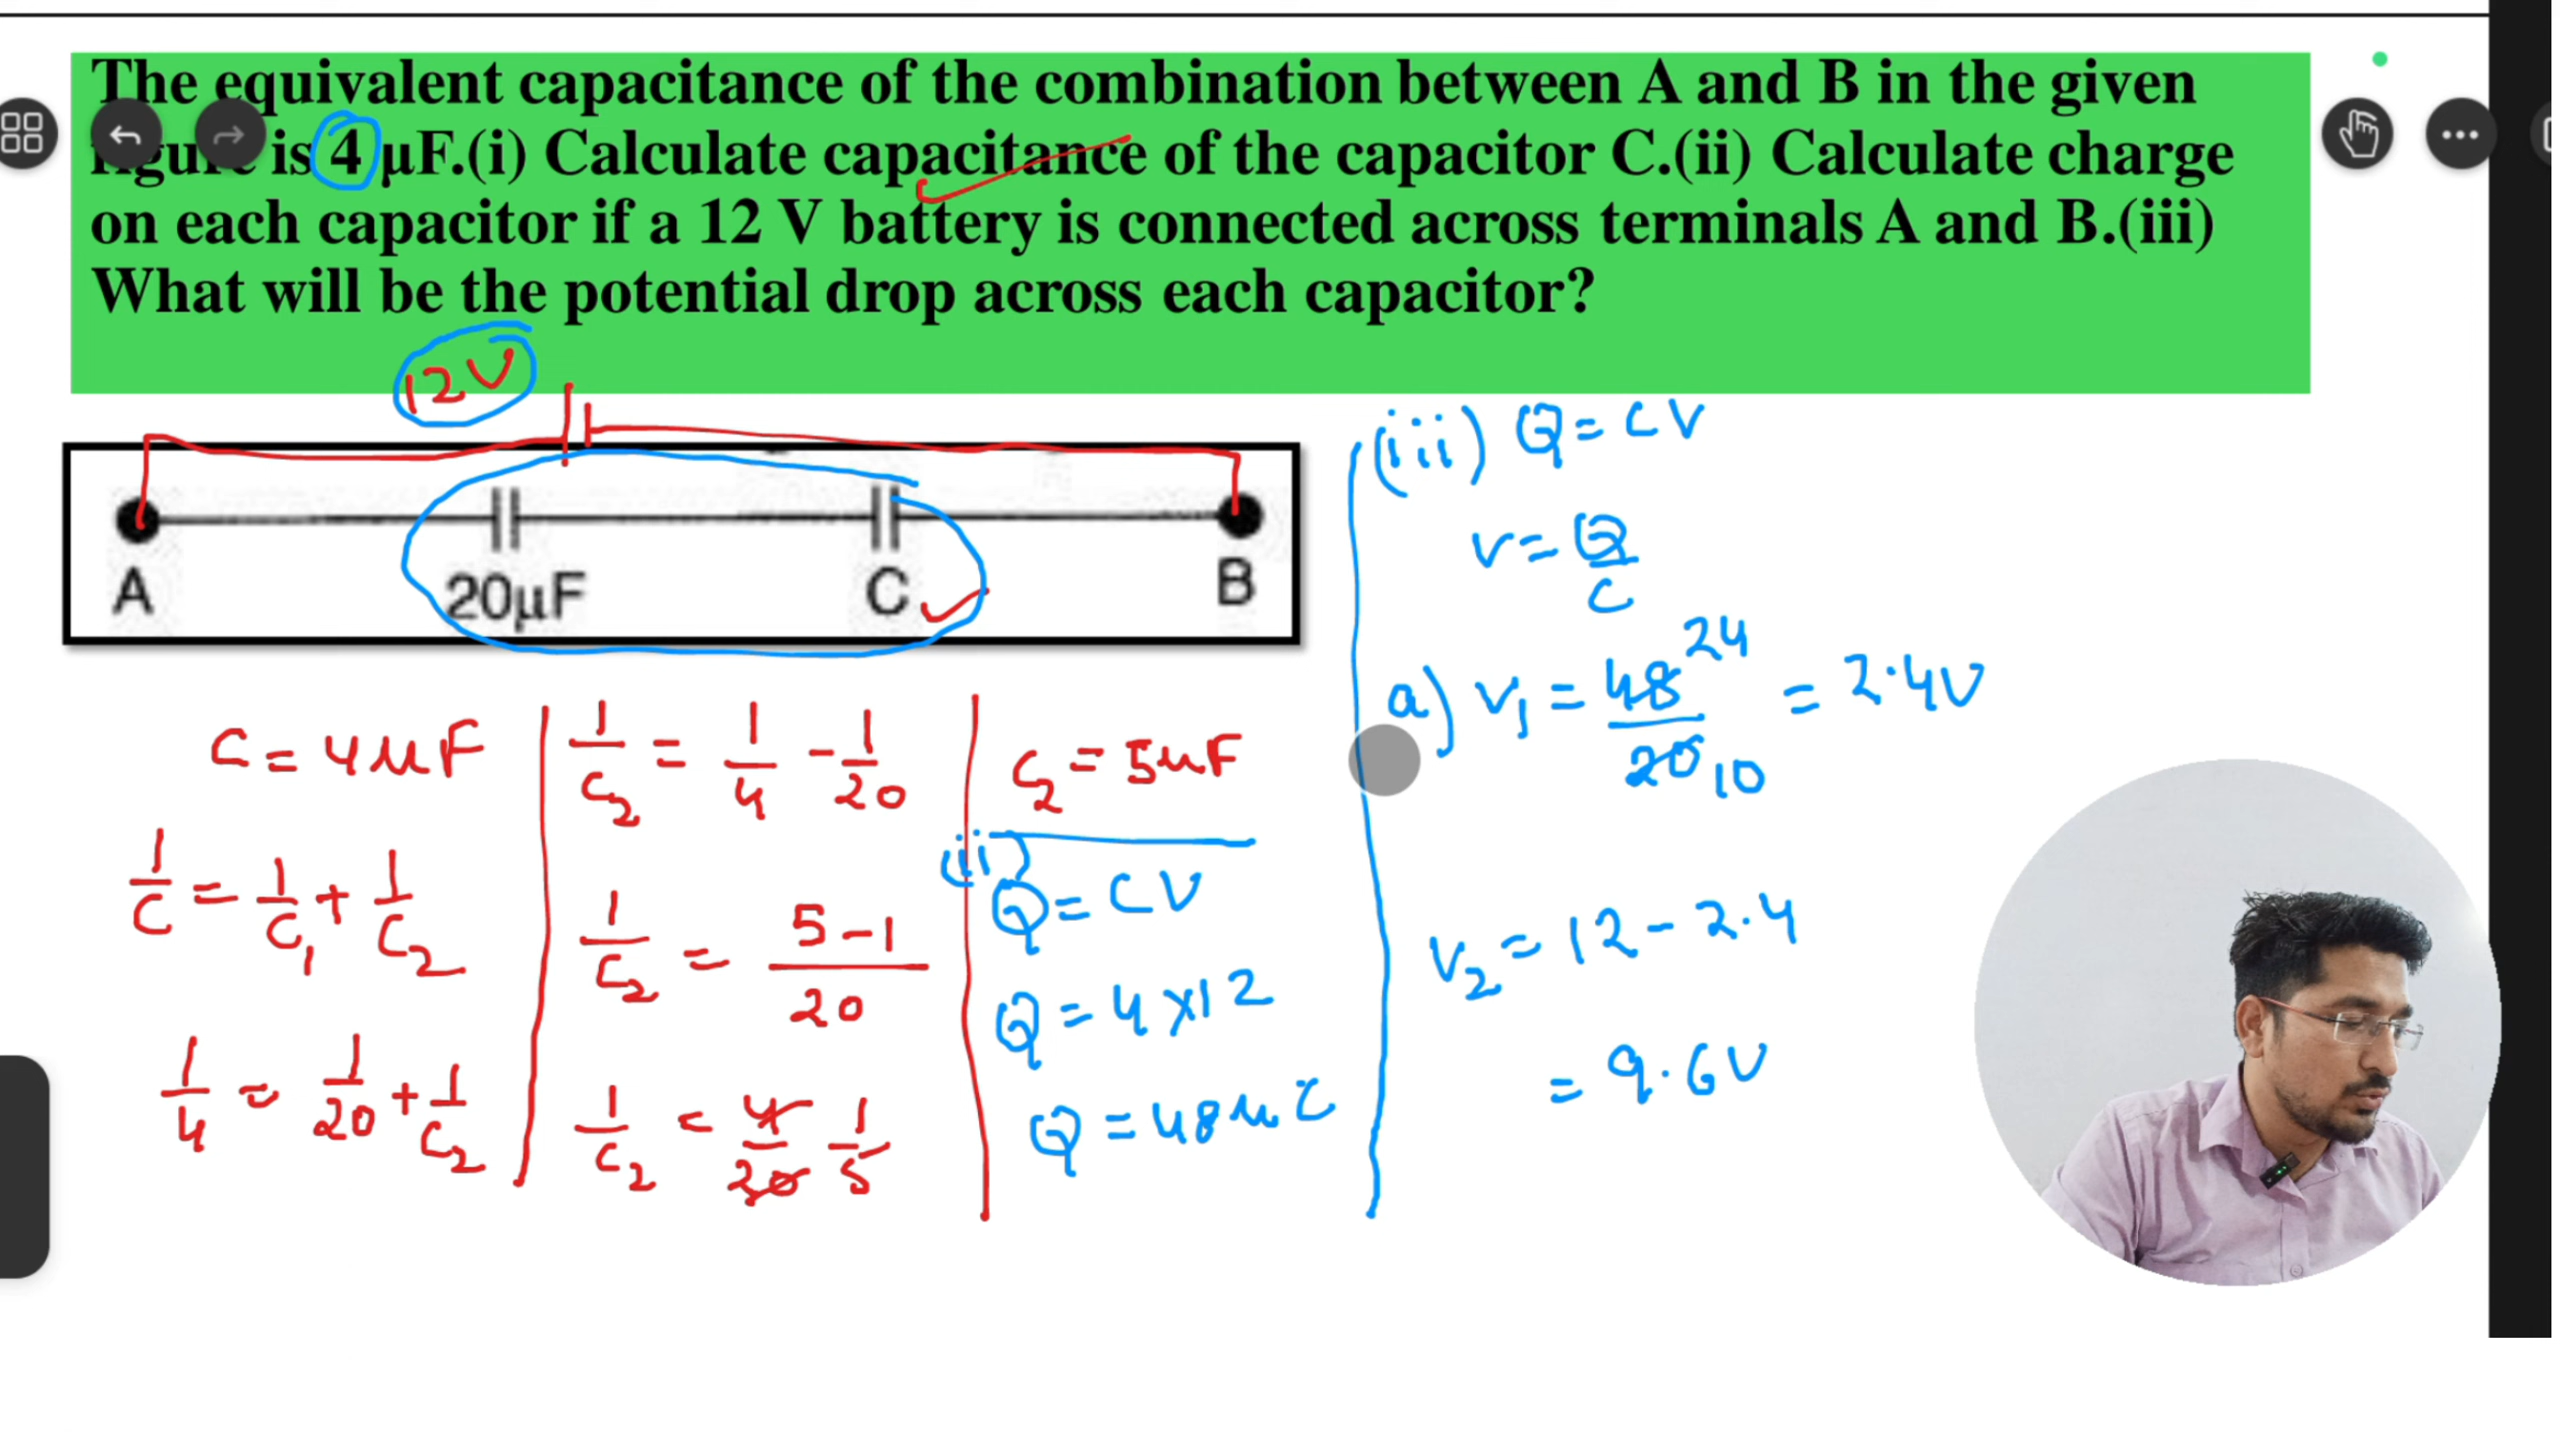 The equivalent capacitance of the combination between A and B in the given
figure is 4 μF.(i) Calculate capacitance of the capacitor C.(ii) Calculate charge
on each capacitor if a 12 V battery is connected across terminals A and B.(iii)
What will be the potential drop across each capacitor?
12V
A
20μF
C
B
C = 4μF
1/C = 1/C₁ + 1/C₂
1/4 = 1/20 + 1/C₂
1/C₂ = 1/4 - 1/20
1/C₂ = 5-1/20
1/C₂ = 4/20 1/5
C₂ = 5μF
(ii)
Q = CV
Q = 4×12
Q = 48μC
(iii) Q = CV
V = Q/C
a) V₁ = 48 24/20 10 = 2.4V
V₂ = 12 - 2.4
= 9.6V